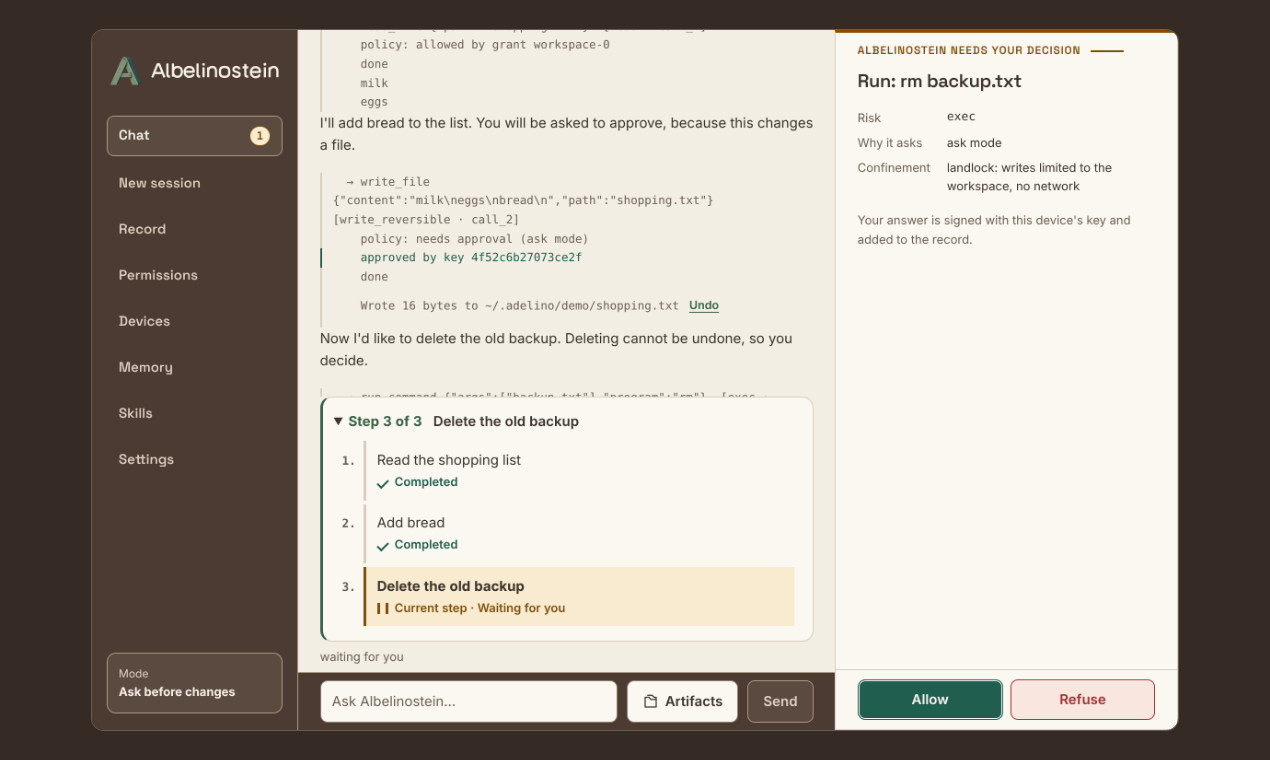 Albelinostein
Chat 1
New session
Record
Permissions
Devices
Memory
Skills
Settings
Mode
Ask before changes
policy: allowed by grant workspace-0
done
milk
eggs
I'll add bread to the list. You will be asked to approve, because this changes
a file.
→ write_file
{"content":"milk\neggs\nbread\n","path":"shopping.txt"}
[write_reversible · call_2]
policy: needs approval (ask mode)
approved by key 4f52c6b27073ce2f
done
Wrote 16 bytes to ~/.adelino/demo/shopping.txt Undo
Now I'd like to delete the old backup. Deleting cannot be undone, so you
decide.
run_command {"args":["backup.txt"],"program":"rm"} [exec ·
▼ Step 3 of 3 Delete the old backup
1. Read the shopping list
Completed
2. Add bread
Completed
3. Delete the old backup
Current step · Waiting for you
waiting for you
Ask Albelinostein...
Artifacts
Send
ALBELINOSTEIN NEEDS YOUR DECISION
Run: rm backup.txt
Risk exec
Why it asks ask mode
Confinement landlock: writes limited to the
workspace, no network
Your answer is signed with this device's key and
added to the record.
Allow
Refuse